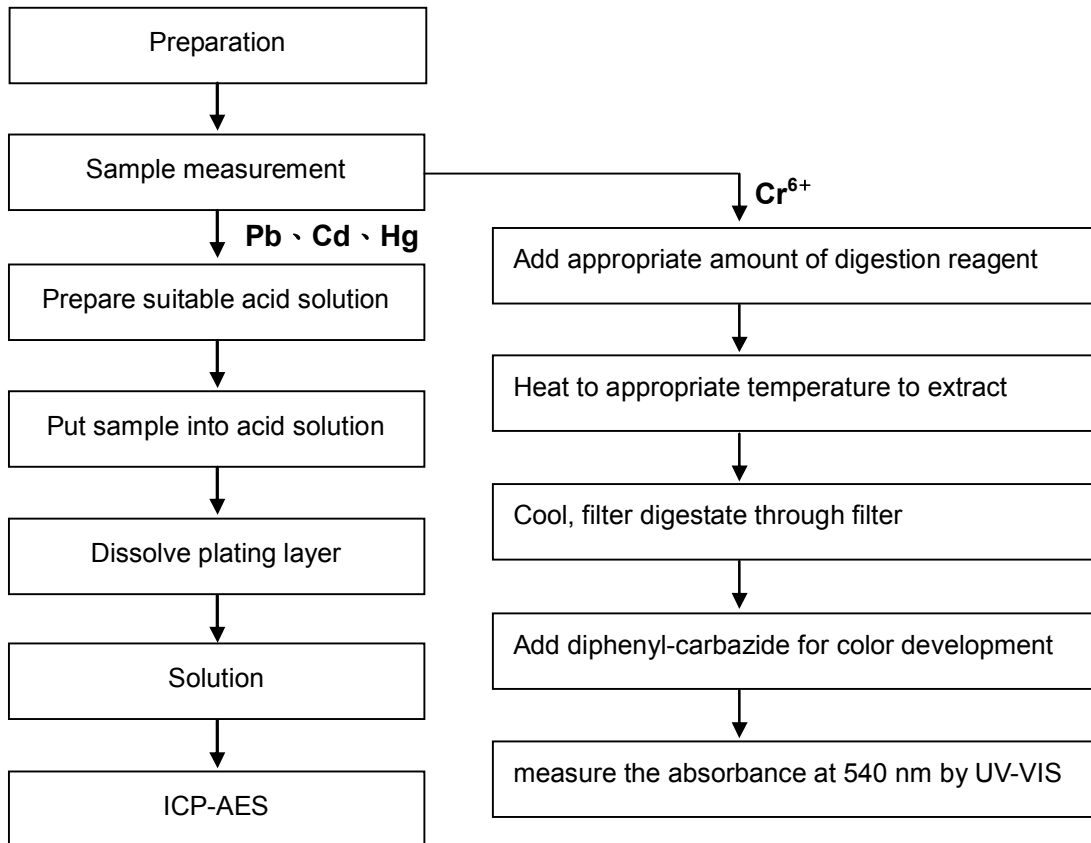 Preparation
Sample measurement
Pb、Cd、Hg
Prepare suitable acid solution
Put sample into acid solution
Dissolve plating layer
Solution
ICP-AES
Cr⁶⁺
Add appropriate amount of digestion reagent
Heat to appropriate temperature to extract
Cool, filter digestate through filter
Add diphenyl-carbazide for color development
measure the absorbance at 540 nm by UV-VIS